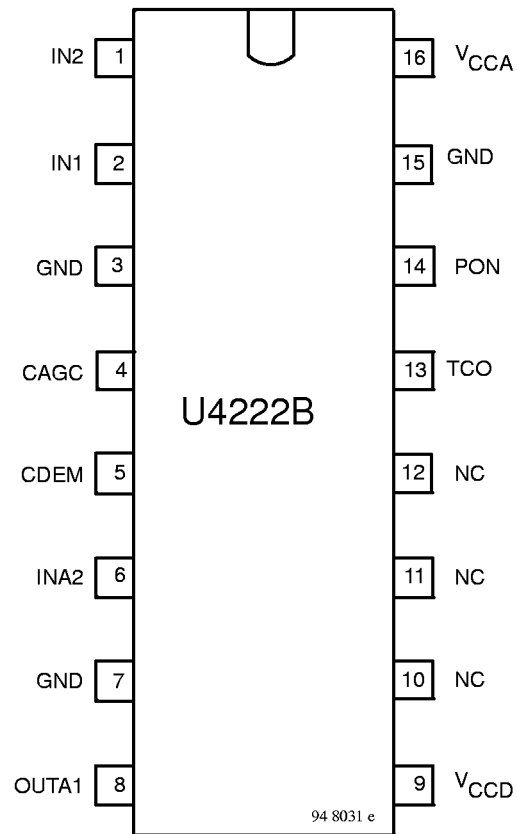 IN2 1 16 VCCA
IN1 2 15 GND
GND 3 14 PON
CAGC 4 13 TCO
U4222B
CDEM 5 12 NC
INA2 6 11 NC
GND 7 10 NC
OUTA1 8 9 VCCD
94 8031 e